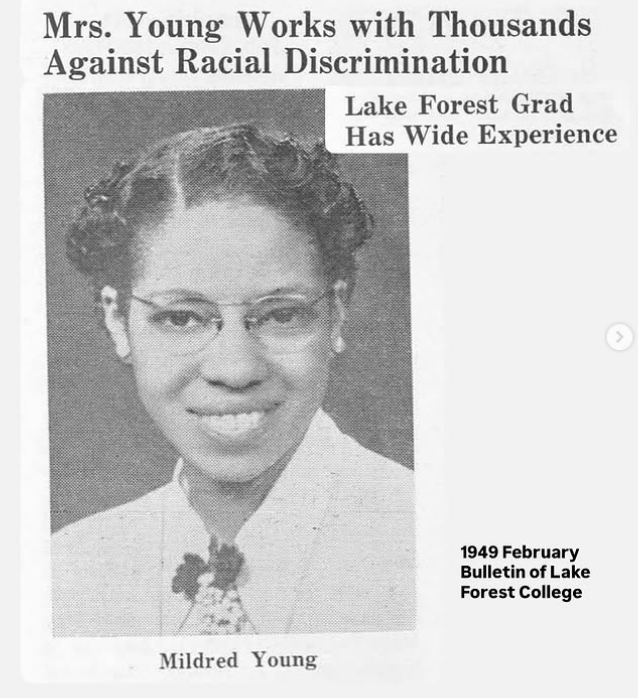 Mrs. Young Works with Thousands
Against Racial Discrimination
Lake Forest Grad
Has Wide Experience
1949 February
Bulletin of Lake
Forest College
Mildred Young